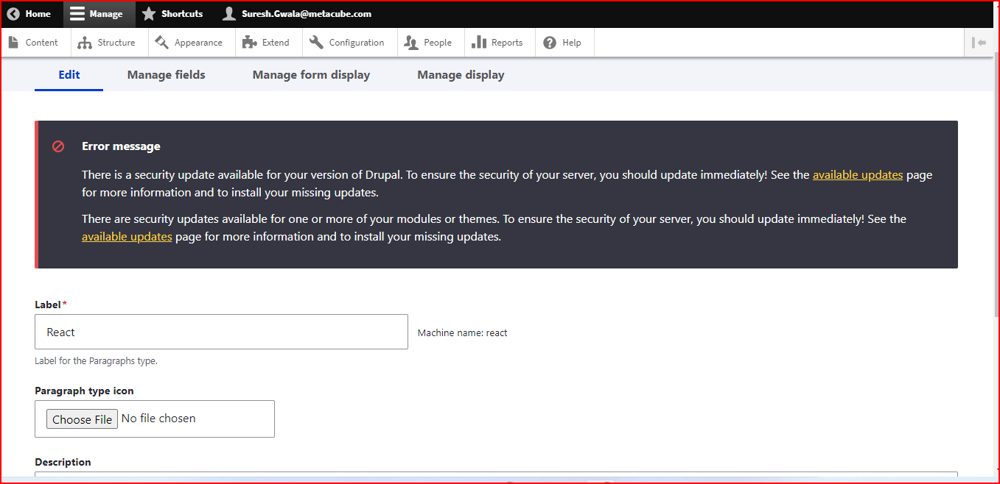 Home Manage Shortcuts Suresh.Gwala@metacube.com
Content Structure Appearance Extend Configuration People Reports Help
Edit Manage fields Manage form display Manage display
Error message
There is a security update available for your version of Drupal. To ensure the security of your server, you should update immediately! See the available updates page
for more information and to install your missing updates.
There are security updates available for one or more of your modules or themes. To ensure the security of your server, you should update immediately! See the
available updates page for more information and to install your missing updates.
Label*
React Machine name: react
Label for the Paragraphs type.
Paragraph type icon
Choose File No file chosen
Description